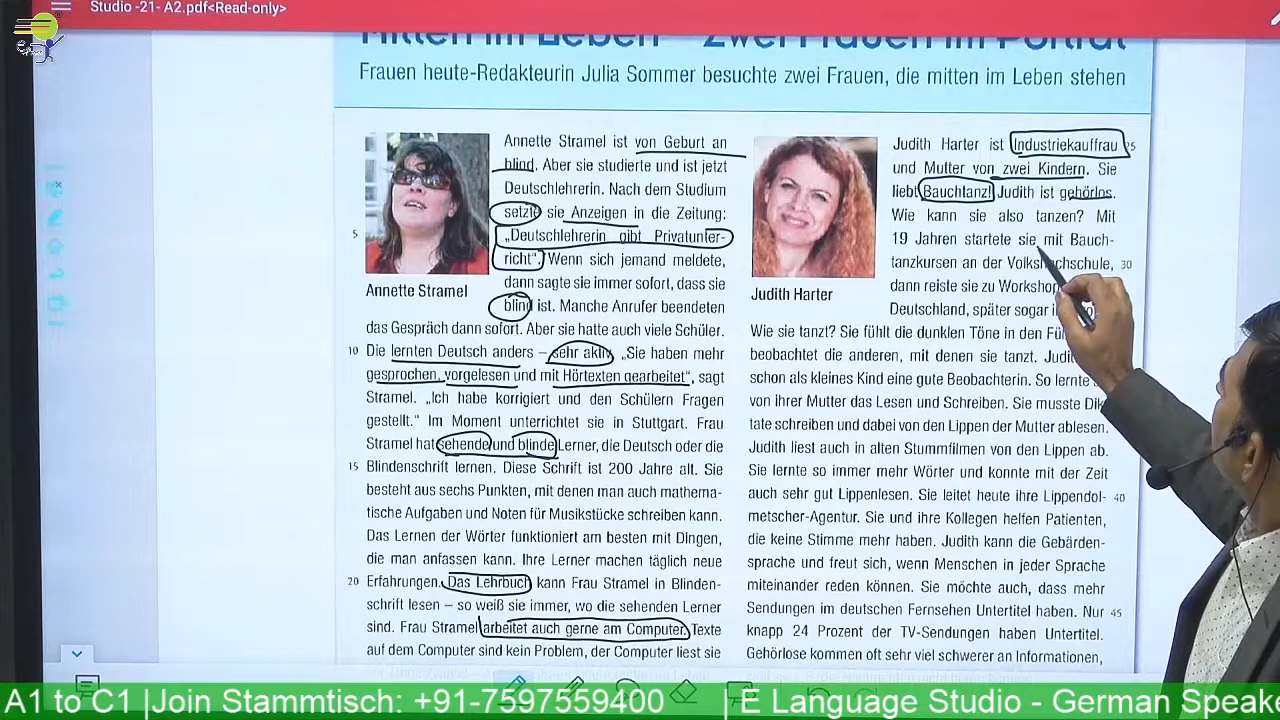 Studio -21- A2.pdf<Read-only>
Mitten im Leben – Zwei Frauen im Porträt
Frauen heute-Redakteurin Julia Sommer besuchte zwei Frauen, die mitten im Leben stehen
Annette Stramel ist von Geburt an
blind. Aber sie studierte und ist jetzt
Deutschlehrerin. Nach dem Studium
setzte sie Anzeigen in die Zeitung:
5 „Deutschlehrerin gibt Privatunter-
richt“. Wenn sich jemand meldete,
dann sagte sie immer sofort, dass sie
Annette Stramel
blind ist. Manche Anrufer beendeten
das Gespräch dann sofort. Aber sie hatte auch viele Schüler.
10 Die lernten Deutsch anders – sehr aktiv. „Sie haben mehr
gesprochen, vorgelesen und mit Hörtexten gearbeitet“, sagt
Stramel. „Ich habe korrigiert und den Schülern Fragen
gestellt.“ Im Moment unterrichtet sie in Stuttgart. Frau
Stramel hat sehende und blinde Lerner, die Deutsch oder die
15 Blindenschrift lernen. Diese Schrift ist 200 Jahre alt. Sie
besteht aus sechs Punkten, mit denen man auch mathema-
tische Aufgaben und Noten für Musikstücke schreiben kann.
Das Lernen der Wörter funktioniert am besten mit Dingen,
die man anfassen kann. Ihre Lerner machen täglich neue
20 Erfahrungen. Das Lehrbuch kann Frau Stramel in Blinden-
schrift lesen – so weiß sie immer, wo die sehenden Lerner
sind. Frau Stramel arbeitet auch gerne am Computer. Texte
auf dem Computer sind kein Problem, der Computer liest sie
Judith Harter ist Industriekauffrau 25
und Mutter von zwei Kindern. Sie
liebt Bauchtanz! Judith ist gehörlos.
Wie kann sie also tanzen? Mit
19 Jahren startete sie mit Bauch-
tanzkursen an der Volkshochschule, 30
dann reiste sie zu Workshops
Judith Harter
Deutschland, später sogar
Wie sie tanzt? Sie fühlt die dunklen Töne in den
beobachtet die anderen, mit denen sie tanzt. Judith
schon als kleines Kind eine gute Beobachterin. So lernte
von ihrer Mutter das Lesen und Schreiben. Sie musste Dik-
tate schreiben und dabei von den Lippen der Mutter ablesen.
Judith liest auch in alten Stummfilmen von den Lippen ab.
Sie lernte so immer mehr Wörter und konnte mit der Zeit
auch sehr gut Lippenlesen. Sie leitet heute ihre Lippendol- 40
metscher-Agentur. Sie und ihre Kollegen helfen Patienten,
die keine Stimme mehr haben. Judith kann die Gebärden-
sprache und freut sich, wenn Menschen in jeder Sprache
miteinander reden können. Sie möchte auch, dass mehr
Sendungen im deutschen Fernsehen Untertitel haben. Nur 45
knapp 24 Prozent der TV-Sendungen haben Untertitel.
Gehörlose kommen oft sehr viel schwerer an Informationen,
A1 to C1 |Join Stammtisch: +91-7597559400 |E Language Studio - German Speake